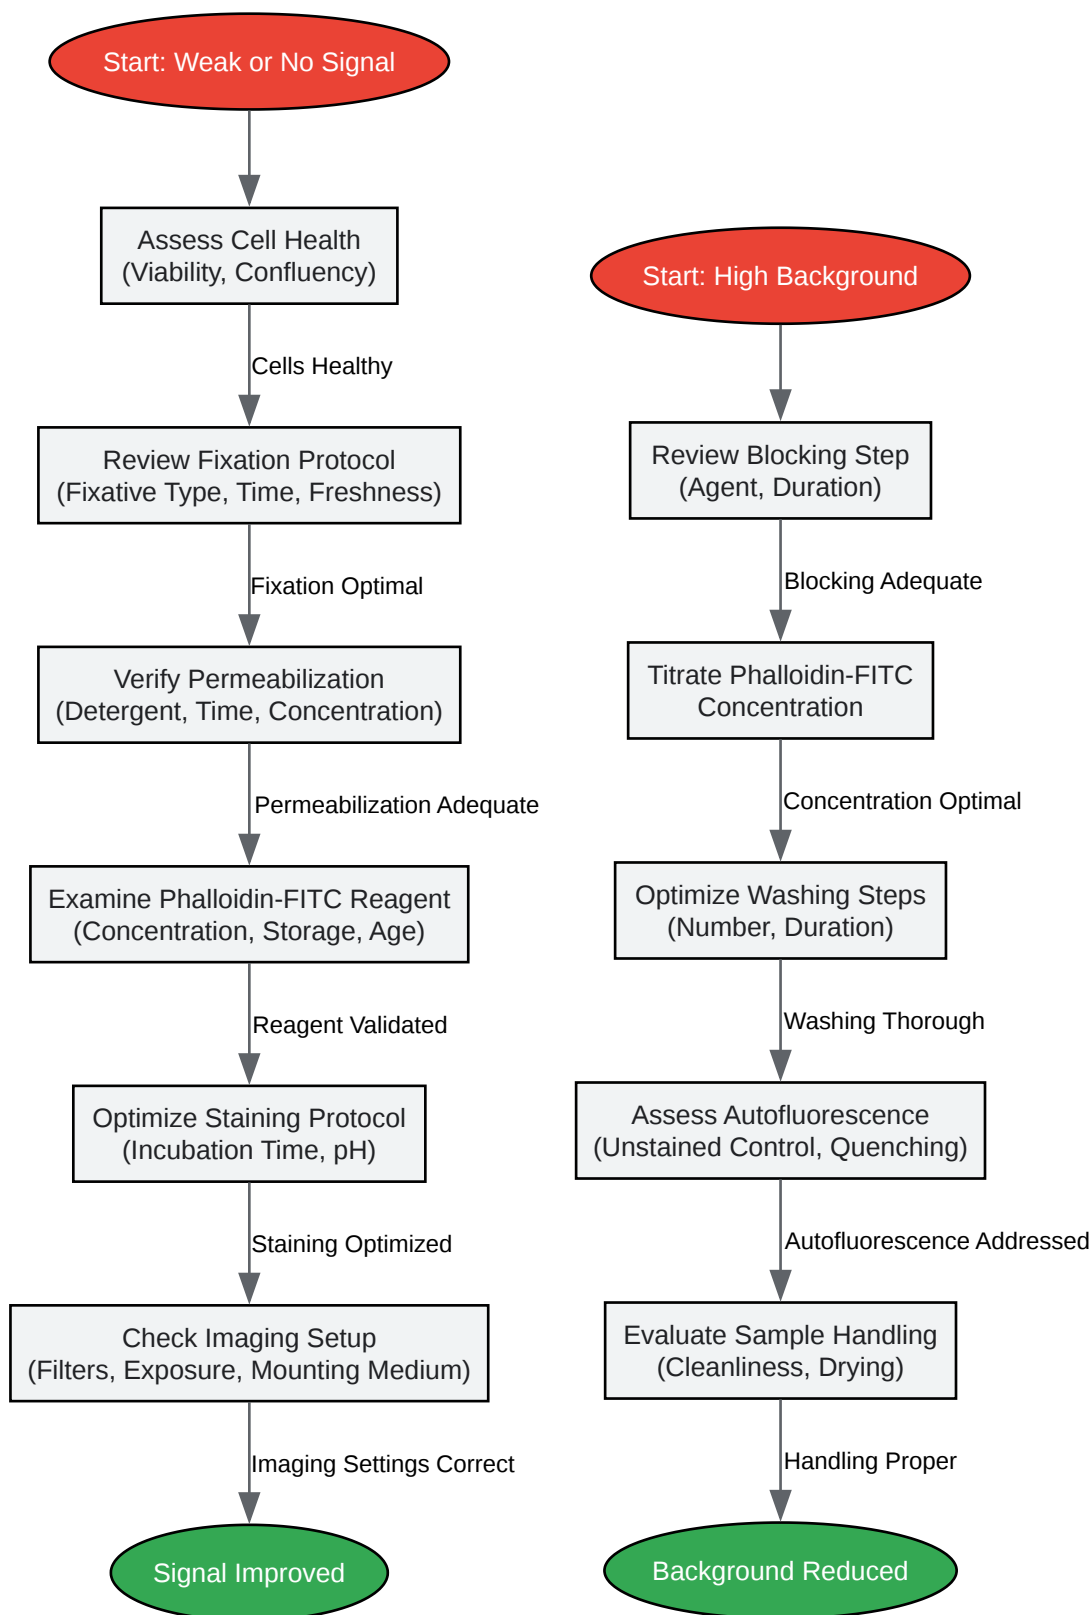 Start: Weak or No Signal
Assess Cell Health
(Viability, Confluency)
Cells Healthy
Review Fixation Protocol
(Fixative Type, Time, Freshness)
Fixation Optimal
Verify Permeabilization
(Detergent, Time, Concentration)
Permeabilization Adequate
Examine Phalloidin-FITC Reagent
(Concentration, Storage, Age)
Reagent Validated
Optimize Staining Protocol
(Incubation Time, pH)
Staining Optimized
Check Imaging Setup
(Filters, Exposure, Mounting Medium)
Imaging Settings Correct
Signal Improved
Start: High Background
Review Blocking Step
(Agent, Duration)
Blocking Adequate
Titrate Phalloidin-FITC
Concentration
Concentration Optimal
Optimize Washing Steps
(Number, Duration)
Washing Thorough
Assess Autofluorescence
(Unstained Control, Quenching)
Autofluorescence Addressed
Evaluate Sample Handling
(Cleanliness, Drying)
Handling Proper
Background Reduced